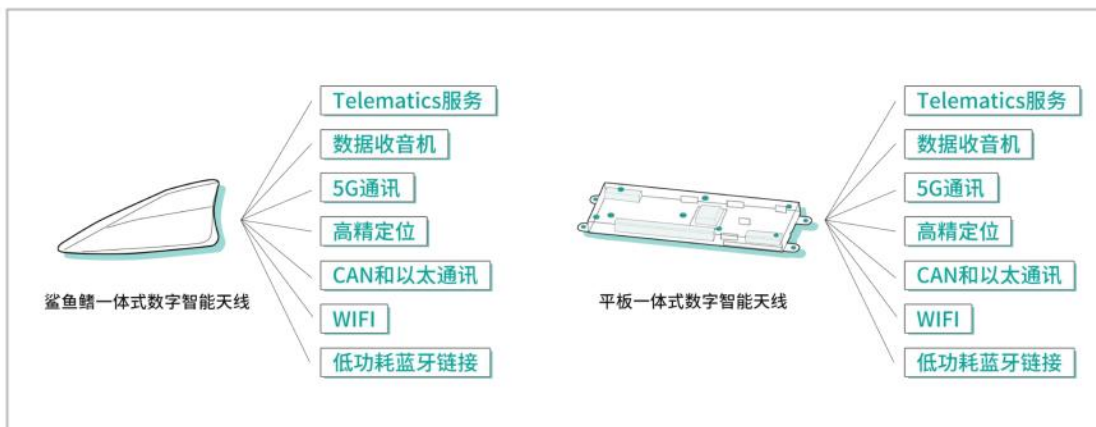 Telematics服务
数据收音机
5G通讯
高精定位
CAN和以太通讯
WIFI
低功耗蓝牙链接
鲨鱼鳍一体式数字智能天线
Telematics服务
数据收音机
5G通讯
高精定位
CAN和以太通讯
WIFI
低功耗蓝牙链接
平板一体式数字智能天线